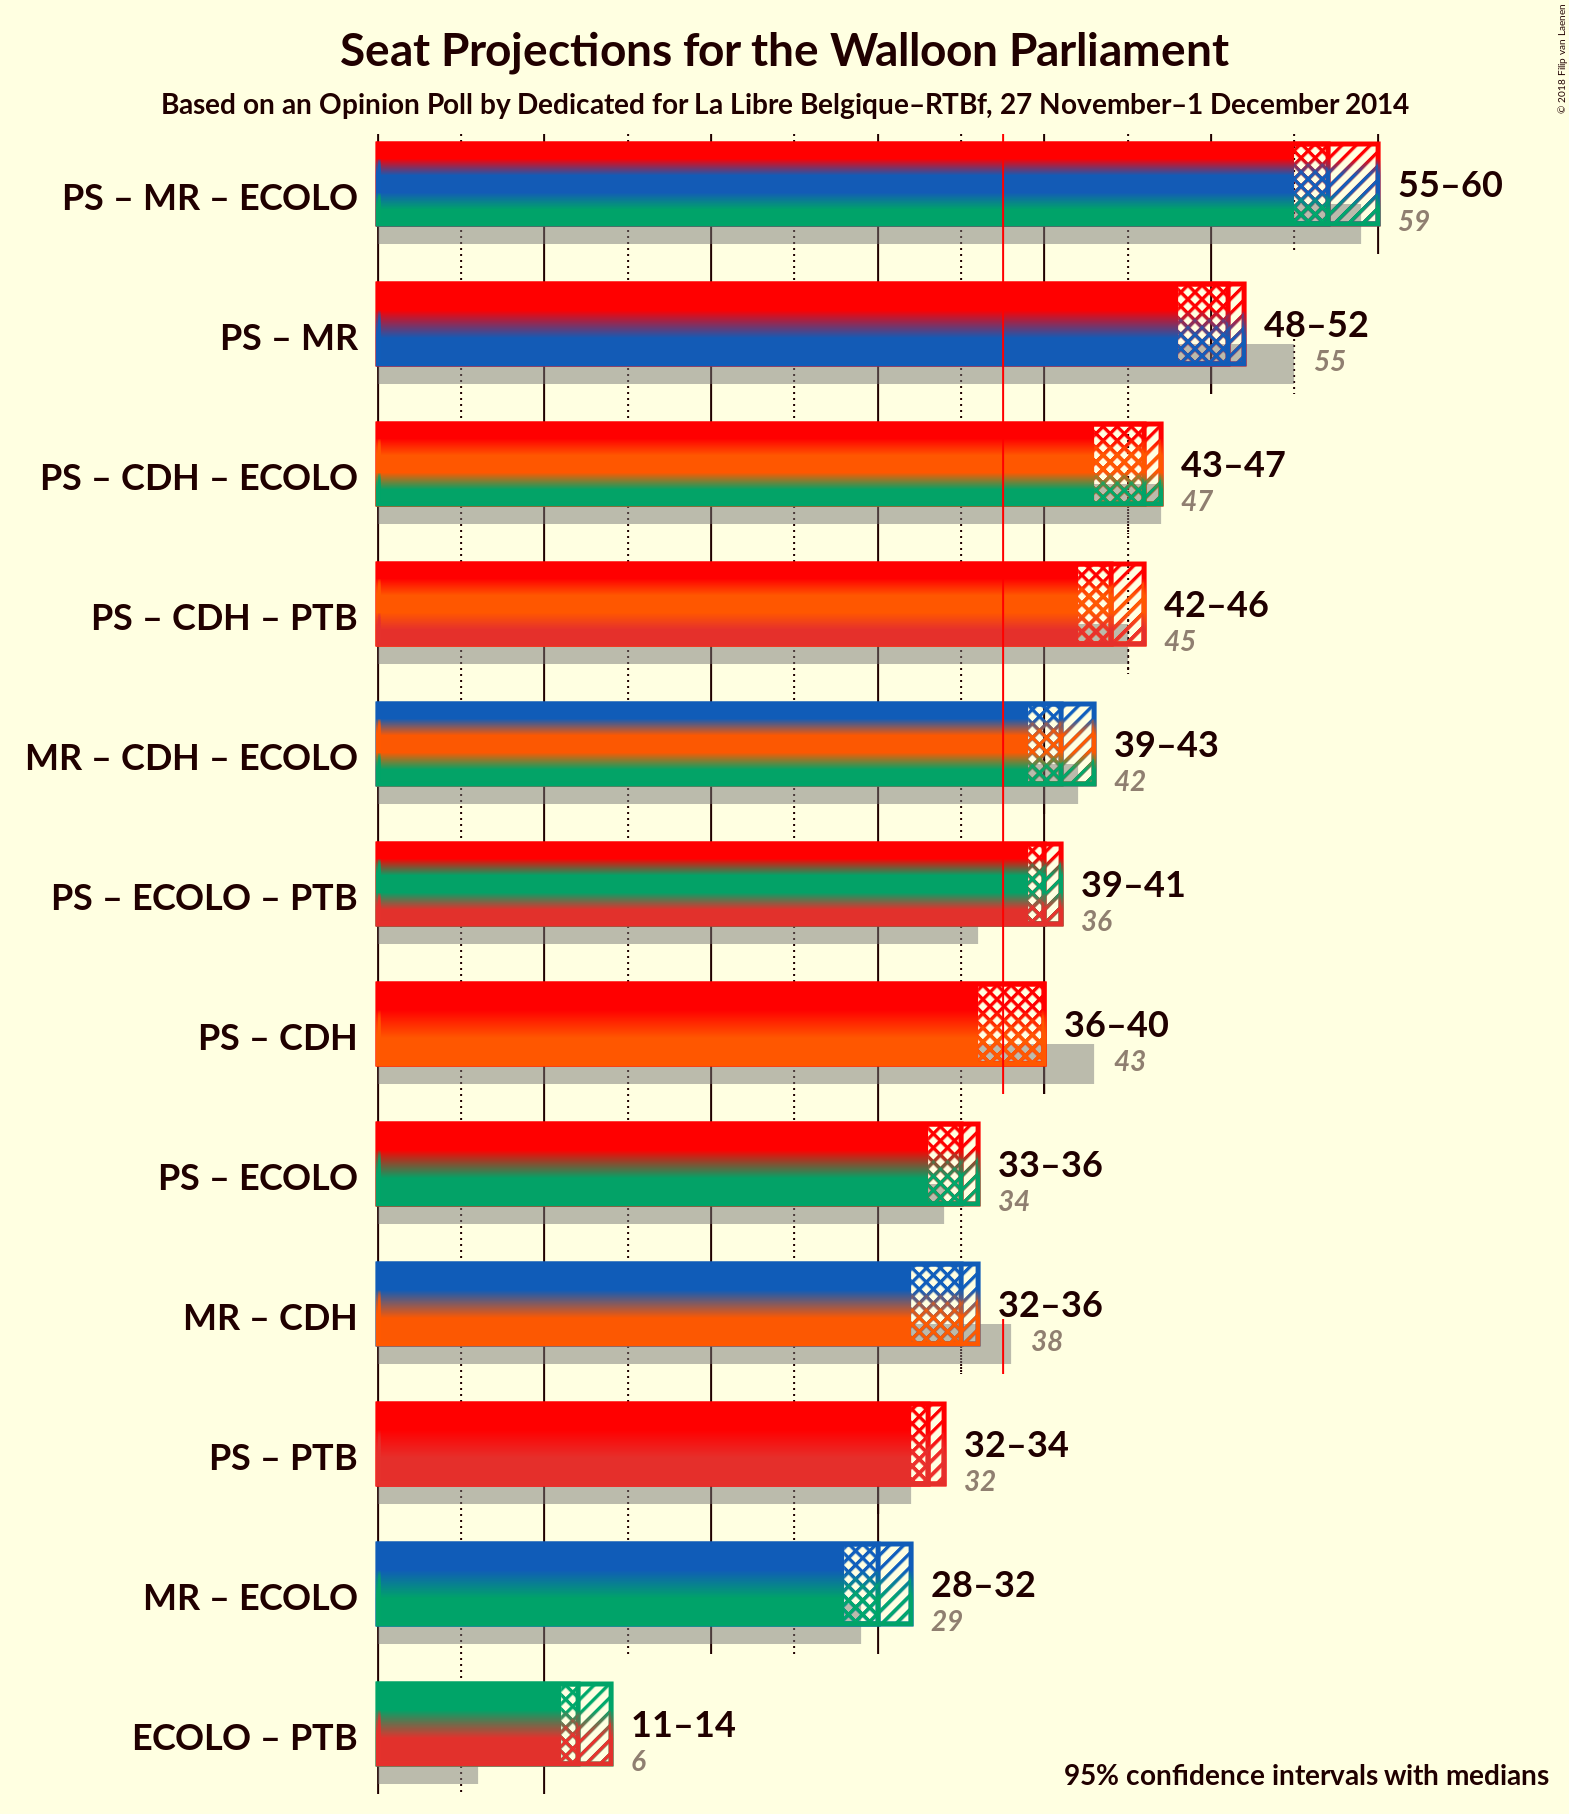 Seat Projections for the Walloon Parliament
Based on an Opinion Poll by Dedicated for La Libre Belgique–RTBf, 27 November–1 December 2014
© 2018 Filip van Laenen
PS – MR – ECOLO
55–60
59
PS – MR
48–52
55
PS – CDH – ECOLO
43–47
47
PS – CDH – PTB
42–46
45
MR – CDH – ECOLO
39–43
42
PS – ECOLO – PTB
39–41
36
PS – CDH
36–40
43
PS – ECOLO
33–36
34
MR – CDH
32–36
38
PS – PTB
32–34
32
MR – ECOLO
28–32
29
ECOLO – PTB
11–14
6
95% confidence intervals with medians